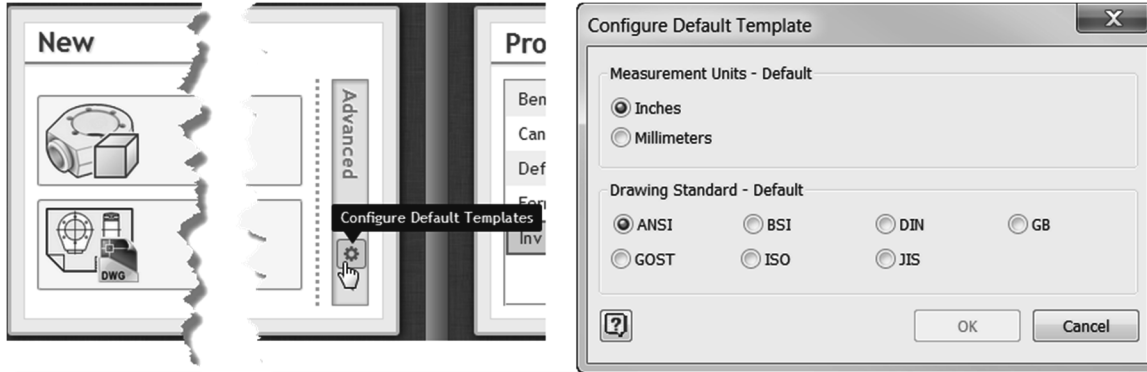 New
Advanced
Configure Default Templates
DWG
Pro
Ben
Can
Def
Inv
Configure Default Template
X
Measurement Units - Default
Inches
Millimeters
Drawing Standard - Default
ANSI
BSI
DIN
GB
GOST
ISO
JIS
?
OK
Cancel